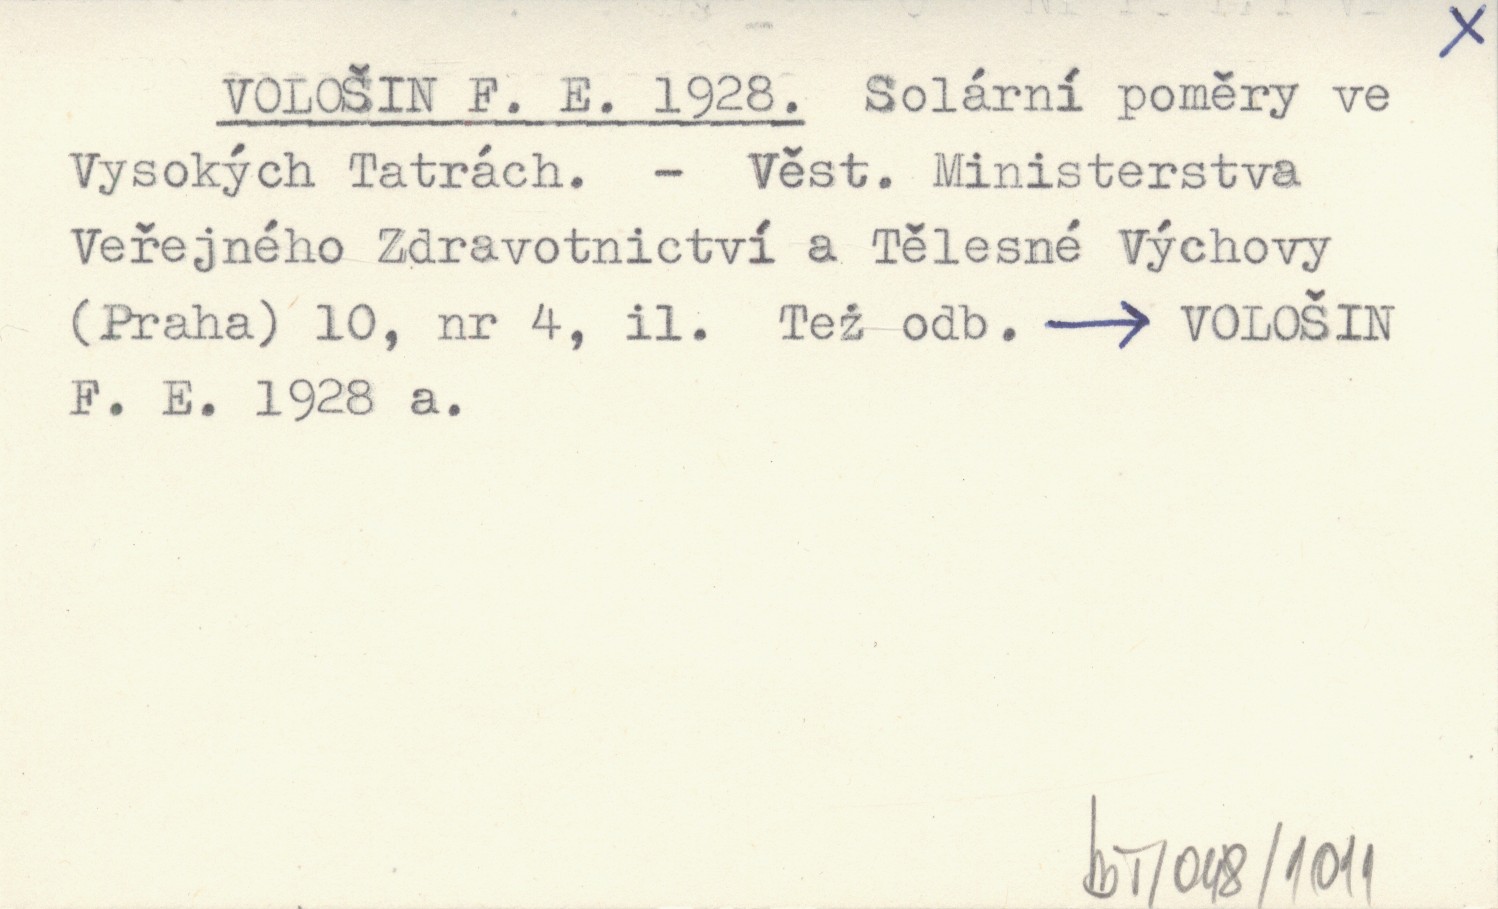 X
VOLOŠIN F. E. 1928. Solární poměry ve
Vysokých Tatrách. - Věst. Ministerstva
Veřejného Zdravotnictví a Tělesné Výchovy
(Praha) 10, nr 4, il. Też odb. → VOLOŠIN
F. E. 1928 a.
bT/048/1011